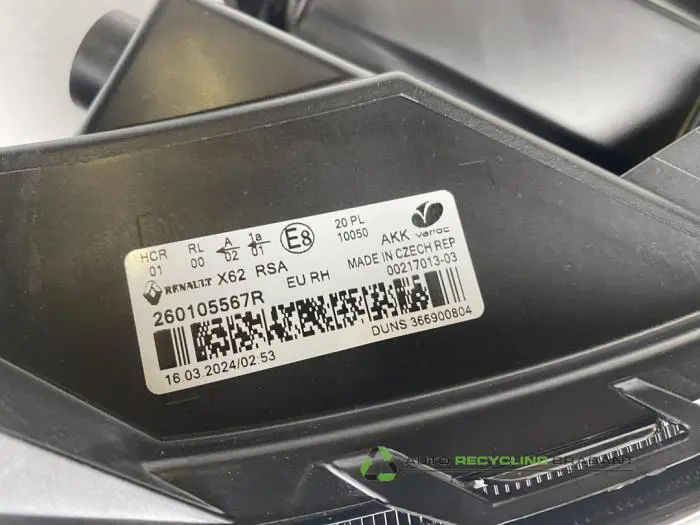 HCR RL A 1a E8 20 PL AKK varroc
01 00 02 01 10050 MADE IN CZECH REP
RENAULT X62 RSA EU RH 00217013-03
260105567R
DUNS 366900804
16.03.2024/02:53
AUTO RECYCLING BRABANT